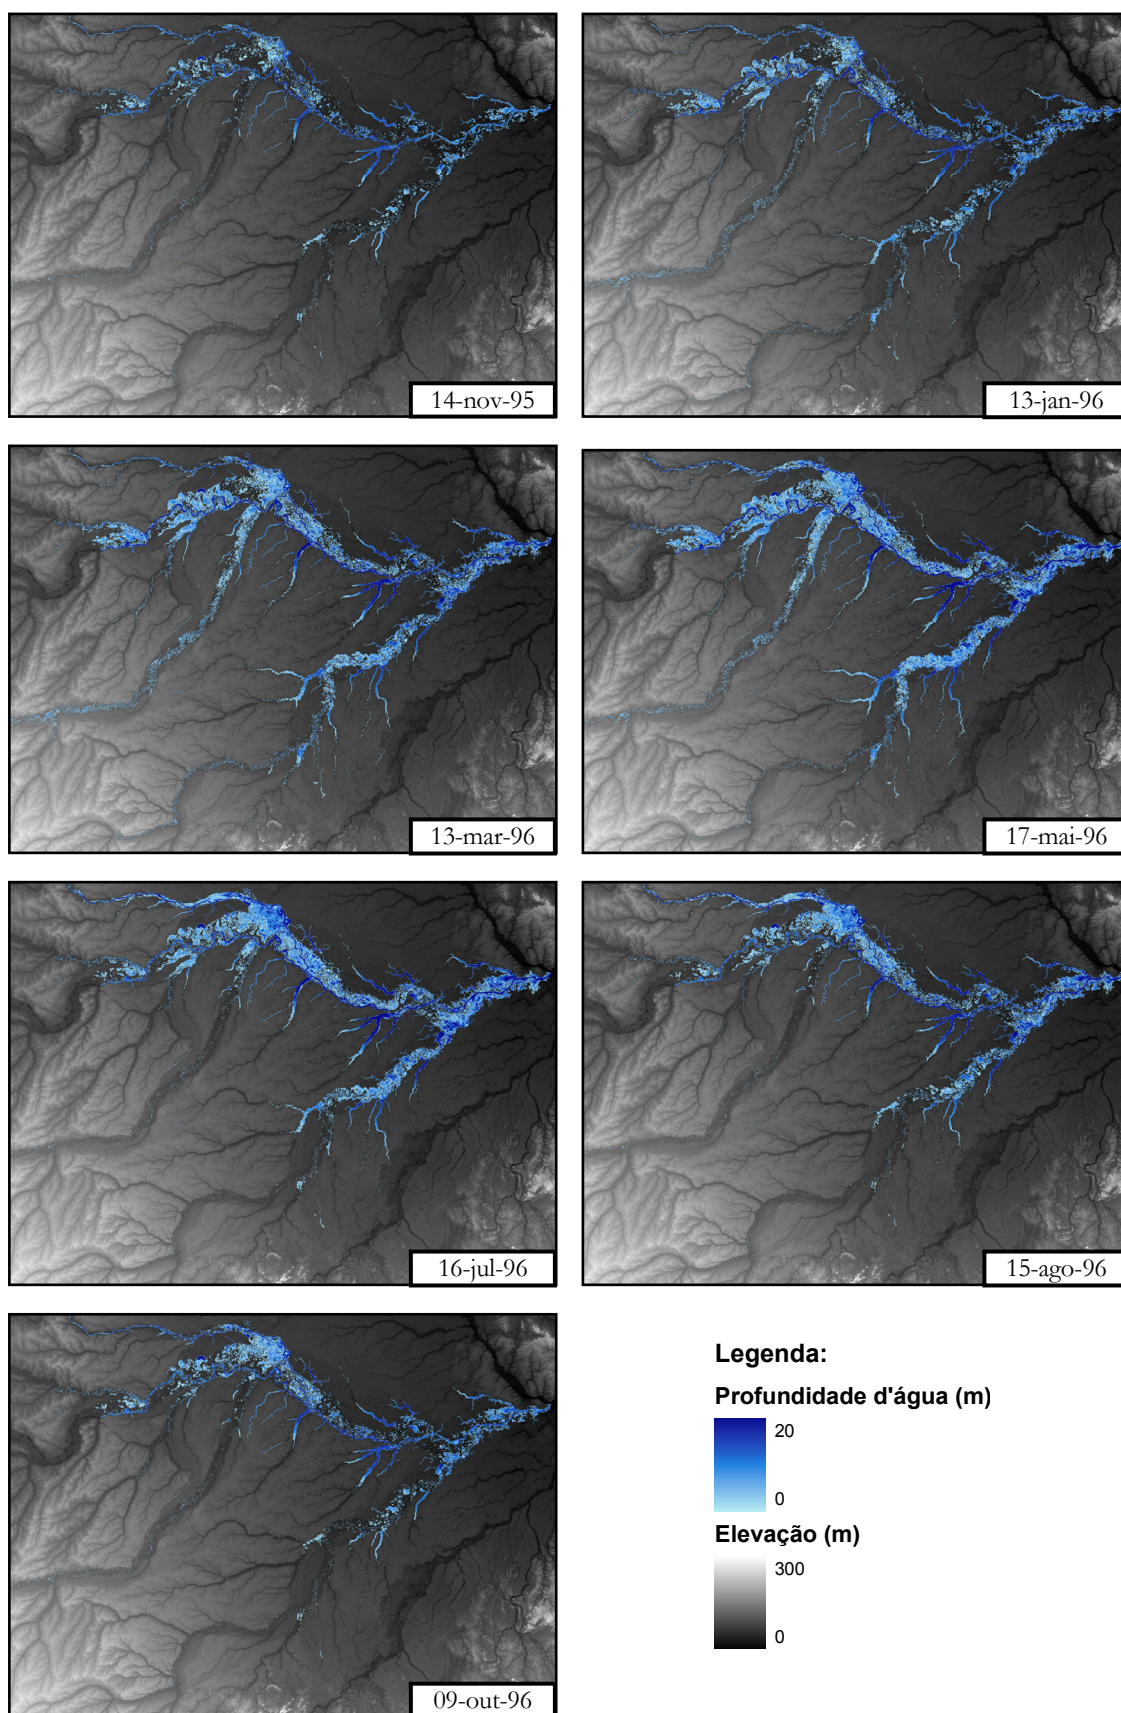 14-nov-95
13-jan-96
13-mar-96
17-mai-96
16-jul-96
15-ago-96
09-out-96
Legenda:
Profundidade d'água (m)
20
0
Elevação (m)
300
0